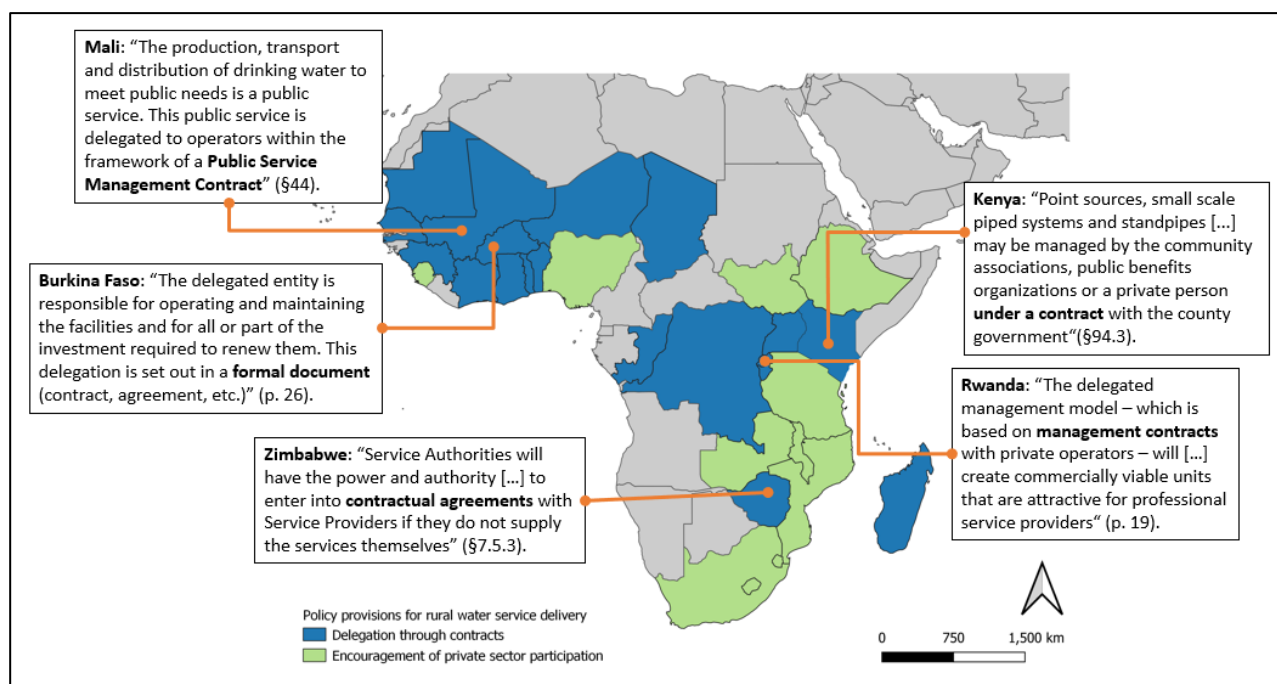 Mali: “The production, transport
and distribution of drinking water to
meet public needs is a public
service. This public service is
delegated to operators within the
framework of a Public Service
Management Contract” (§44).
Burkina Faso: “The delegated entity is
responsible for operating and maintaining
the facilities and for all or part of the
investment required to renew them. This
delegation is set out in a formal document
(contract, agreement, etc.)” (p. 26).
Zimbabwe: “Service Authorities will
have the power and authority […] to
enter into contractual agreements with
Service Providers if they do not supply
the services themselves” (§7.5.3).
Kenya: “Point sources, small scale
piped systems and standpipes […]
may be managed by the community
associations, public benefits
organizations or a private person
under a contract with the county
government“(§94.3).
Rwanda: “The delegated
management model – which is
based on management contracts
with private operators – will […]
create commercially viable units
that are attractive for professional
service providers“ (p. 19).
Policy provisions for rural water service delivery
Delegation through contracts
Encouragement of private sector participation
0 750 1,500 km